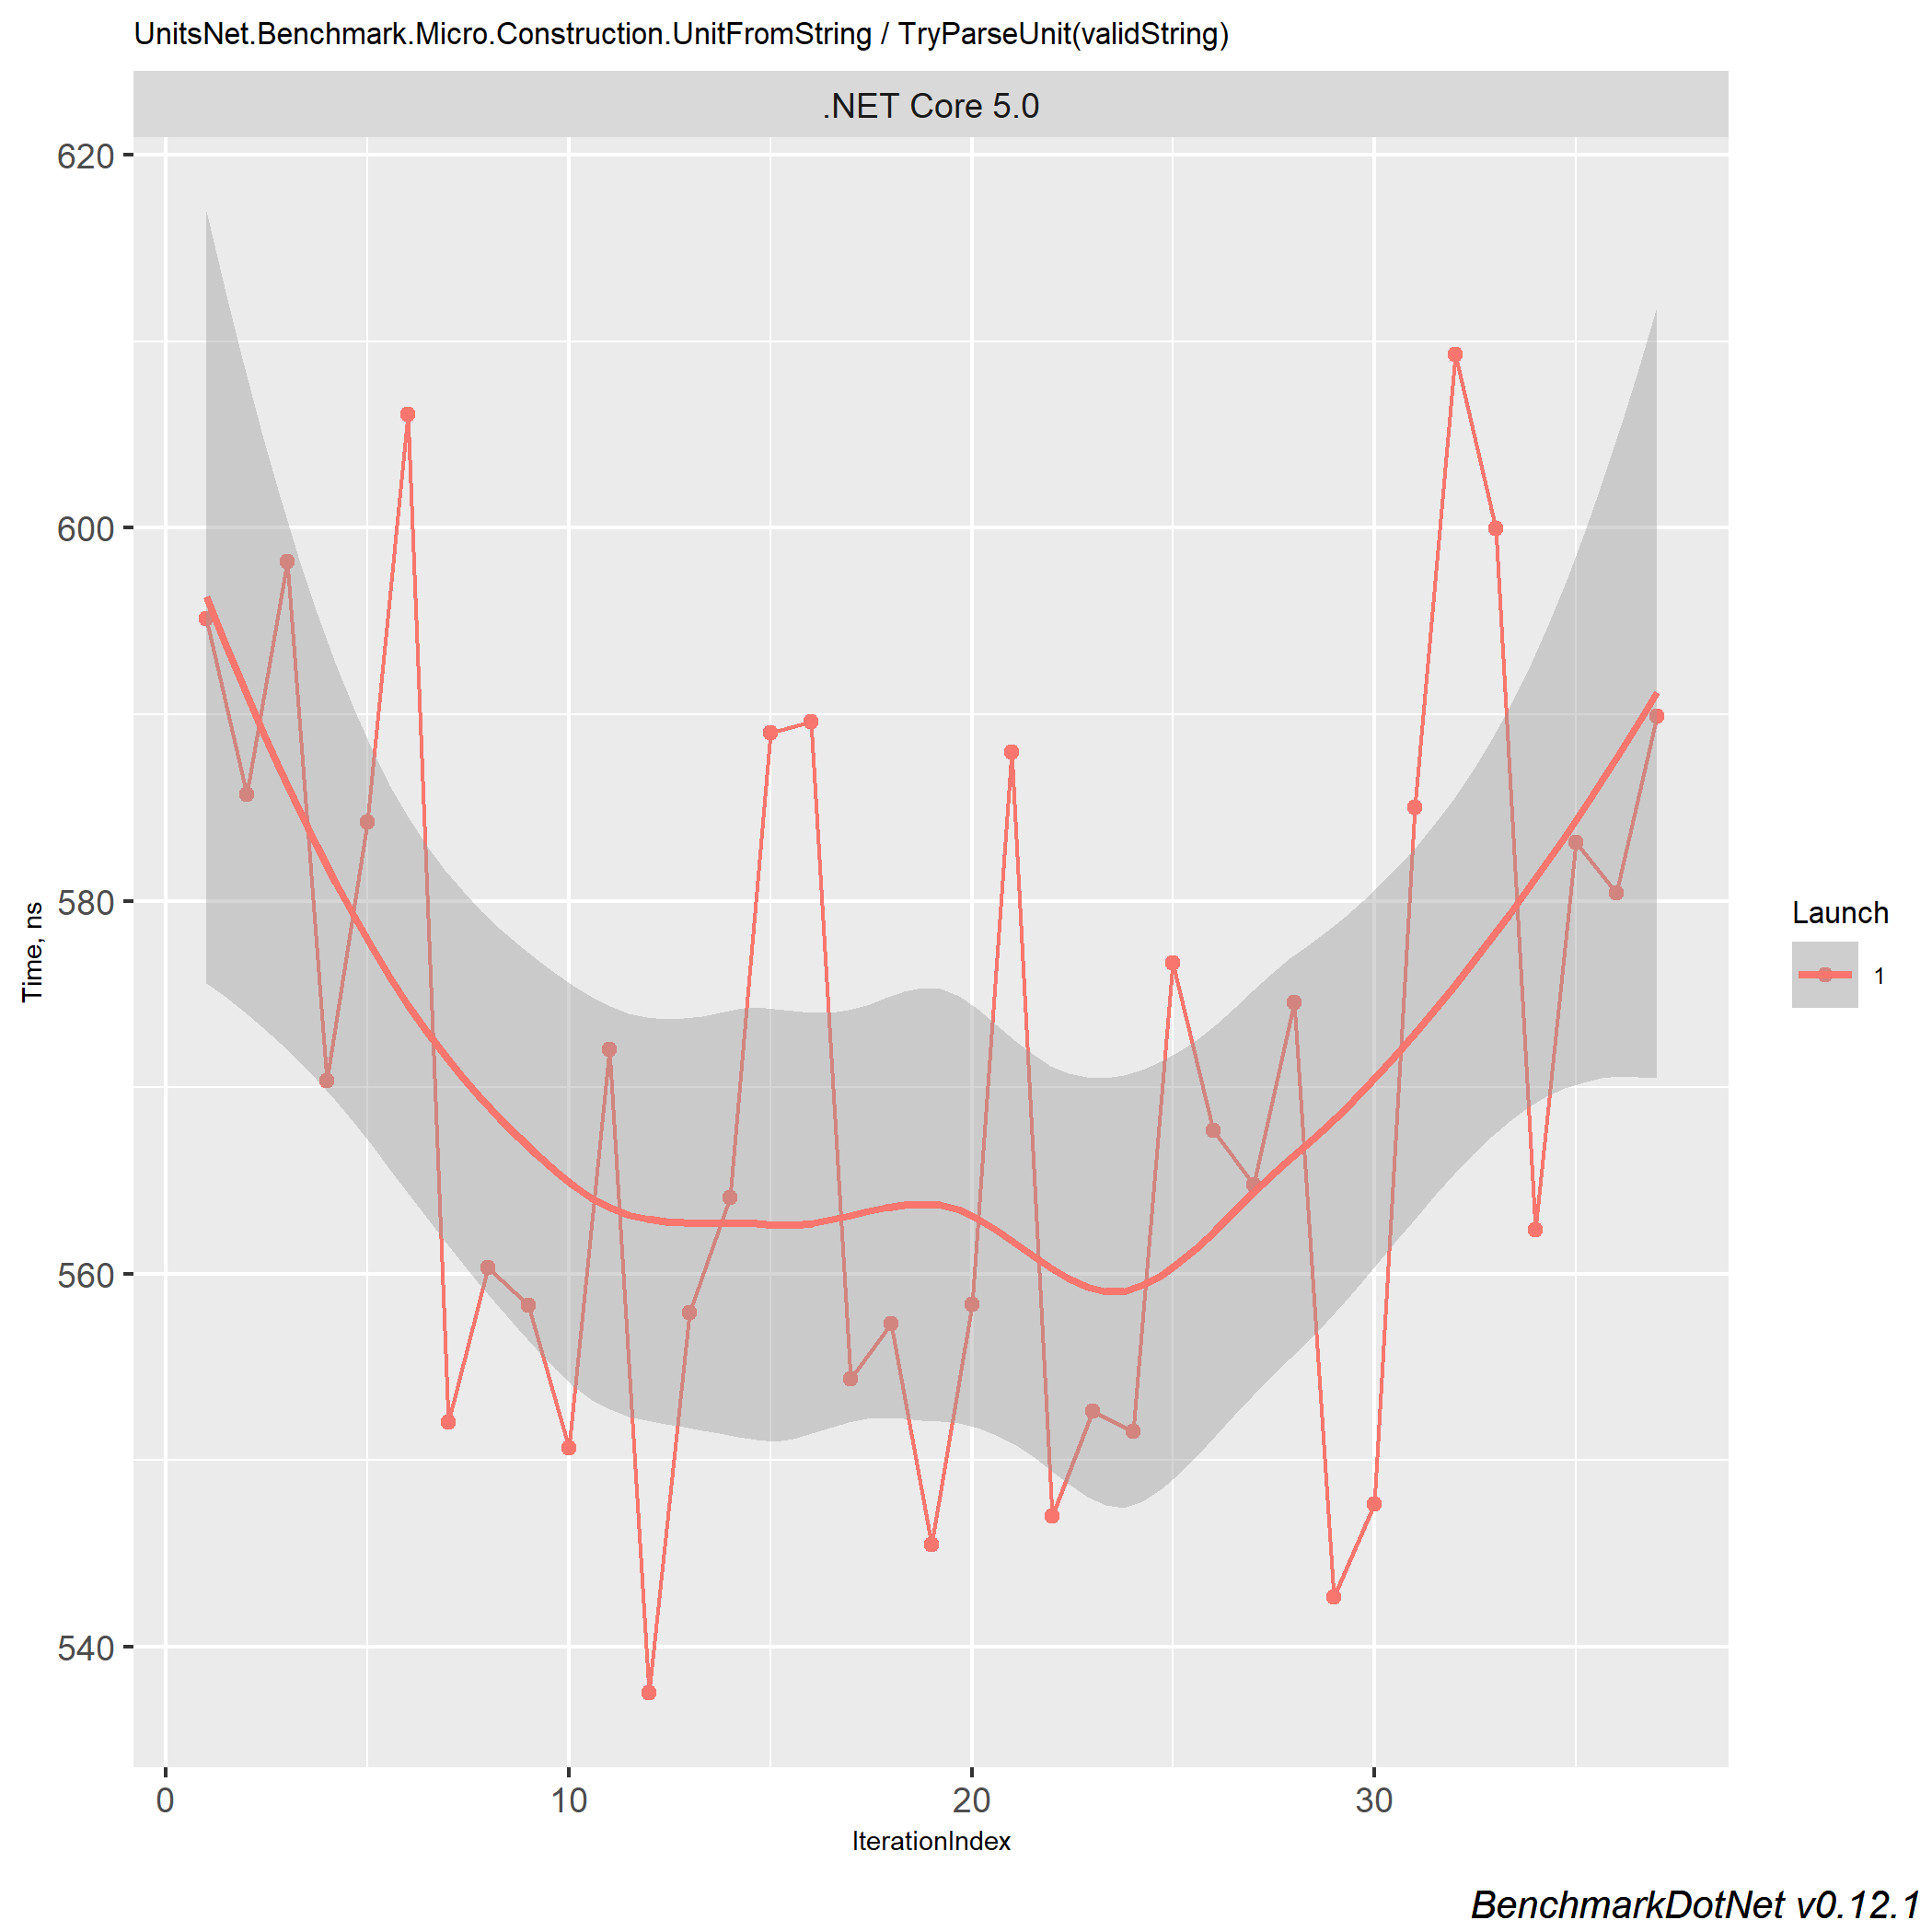 UnitsNet.Benchmark.Micro.Construction.UnitFromString / TryParseUnit(validString)
.NET Core 5.0
620
600
580
560
540
Time, ns
0 10 20 30
IterationIndex
Launch
1
BenchmarkDotNet v0.12.1